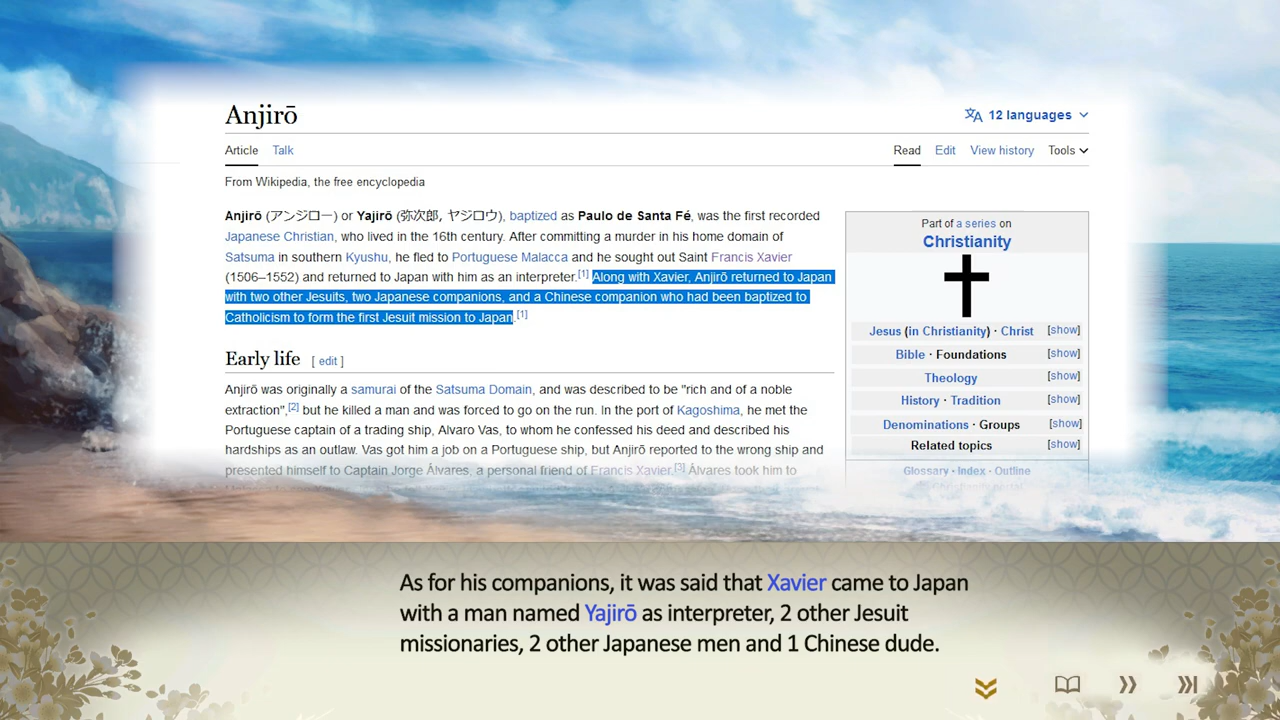 Anjirō
12 languages
Article Talk
Read Edit View history Tools
From Wikipedia, the free encyclopedia
Anjirō (アンジロー) or Yajirō (弥次郎, ヤジロウ), baptized as Paulo de Santa Fé, was the first recorded
Japanese Christian, who lived in the 16th century. After committing a murder in his home domain of
Satsuma in southern Kyushu, he fled to Portuguese Malacca and he sought out Saint Francis Xavier
(1506–1552) and returned to Japan with him as an interpreter.[1] Along with Xavier, Anjirō returned to Japan
with two other Jesuits, two Japanese companions, and a Chinese companion who had been baptized to
Catholicism to form the first Jesuit mission to Japan.[1]
Early life [ edit ]
Anjirō was originally a samurai of the Satsuma Domain, and was described to be "rich and of a noble
extraction",[2] but he killed a man and was forced to go on the run. In the port of Kagoshima, he met the
Portuguese captain of a trading ship, Alvaro Vas, to whom he confessed his deed and described his
hardships as an outlaw. Vas got him a job on a Portuguese ship, but Anjirō reported to the wrong ship and
presented himself to Captain Jorge Álvares, a personal friend of Francis Xavier.[3] Álvares took him to
Part of a series on
Christianity
Jesus (in Christianity) · Christ [show]
Bible · Foundations [show]
Theology [show]
History · Tradition [show]
Denominations · Groups [show]
Related topics [show]
Glossary · Index · Outline
Christianity portal
As for his companions, it was said that Xavier came to Japan
with a man named Yajirō as interpreter, 2 other Jesuit
missionaries, 2 other Japanese men and 1 Chinese dude.